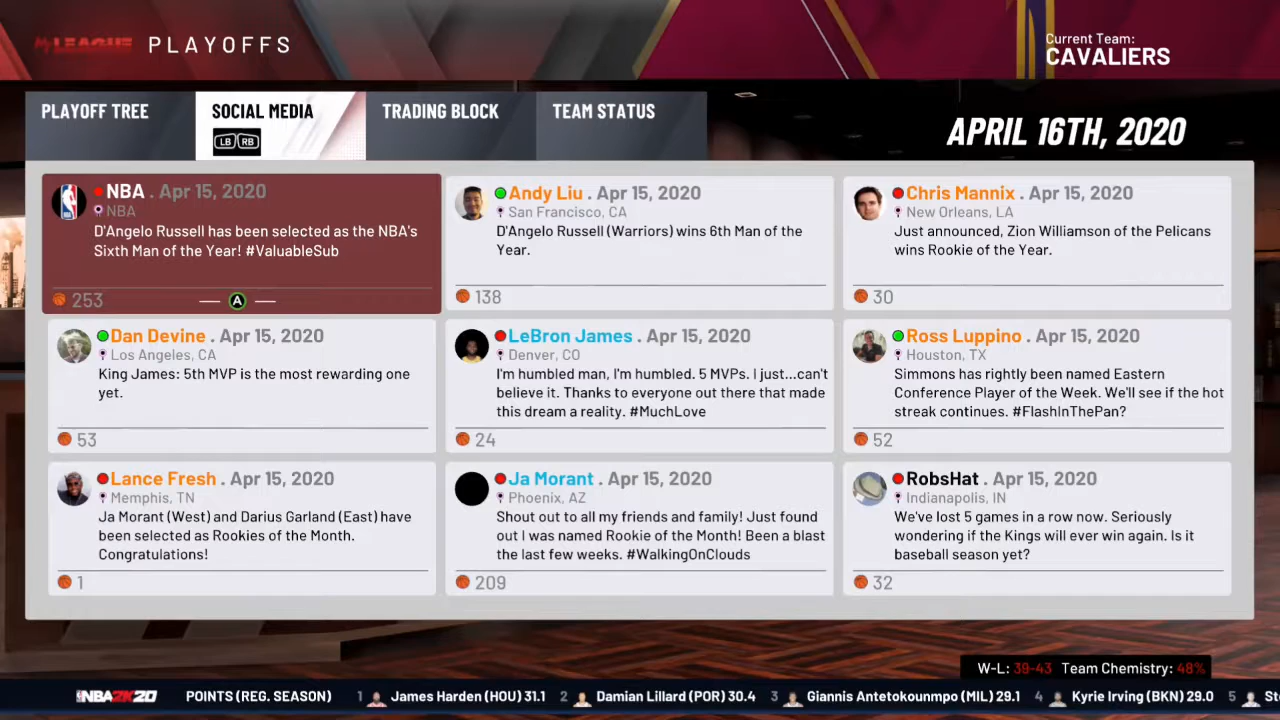 MyLEAGUE PLAYOFFS
Current Team:
CAVALIERS
PLAYOFF TREE
SOCIAL MEDIA
LB RB
TRADING BLOCK
TEAM STATUS
APRIL 16TH, 2020
NBA . Apr 15, 2020
NBA
D'Angelo Russell has been selected as the NBA's
Sixth Man of the Year! #ValuableSub
253
A
Andy Liu . Apr 15, 2020
San Francisco, CA
D'Angelo Russell (Warriors) wins 6th Man of the
Year.
138
Chris Mannix . Apr 15, 2020
New Orleans, LA
Just announced, Zion Williamson of the Pelicans
wins Rookie of the Year.
30
Dan Devine . Apr 15, 2020
Los Angeles, CA
King James: 5th MVP is the most rewarding one
yet.
53
LeBron James . Apr 15, 2020
Denver, CO
I'm humbled man, I'm humbled. 5 MVPs. I just...can't
believe it. Thanks to everyone out there that made
this dream a reality. #MuchLove
24
Ross Luppino . Apr 15, 2020
Houston, TX
Simmons has rightly been named Eastern
Conference Player of the Week. We'll see if the hot
streak continues. #FlashInThePan?
52
Lance Fresh . Apr 15, 2020
Memphis, TN
Ja Morant (West) and Darius Garland (East) have
been selected as Rookies of the Month.
Congratulations!
1
Ja Morant . Apr 15, 2020
Phoenix, AZ
Shout out to all my friends and family! Just found
out I was named Rookie of the Month! Been a blast
the last few weeks. #WalkingOnClouds
209
RobsHat . Apr 15, 2020
Indianapolis, IN
We've lost 5 games in a row now. Seriously
wondering if the Kings will ever win again. Is it
baseball season yet?
32
W-L: 39-43 Team Chemistry: 48%
NBA 2K20 POINTS (REG. SEASON) 1 James Harden (HOU) 31.1 2 Damian Lillard (POR) 30.4 3 Giannis Antetokounmpo (MIL) 29.1 4 Kyrie Irving (BKN) 29.0 5 St